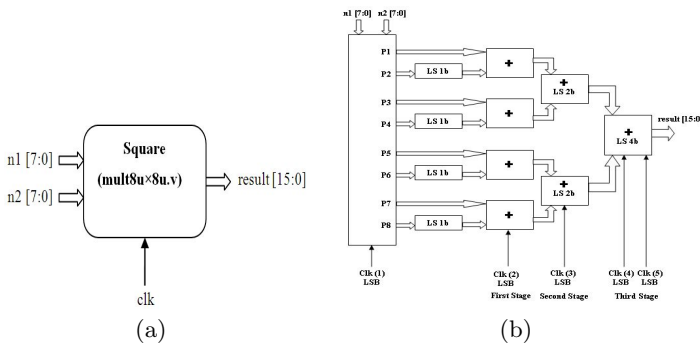 Square
(mult8u×8u.v)
n1 [7:0]
n2 [7:0]
result [15:0]
clk
(a)
n1 [7:0] n2 [7:0]
P1
P2
P3
P4
P5
P6
P7
P8
LS 1b
LS 1b
LS 1b
LS 1b
+
+
+
+
+
LS 2b
+
LS 2b
+
LS 4b
result [15:0
Clk (1)
LSB
Clk (2)
LSB
First Stage
Clk (3)
LSB
Second Stage
Clk (4) Clk (5)
LSB LSB
Third Stage
(b)